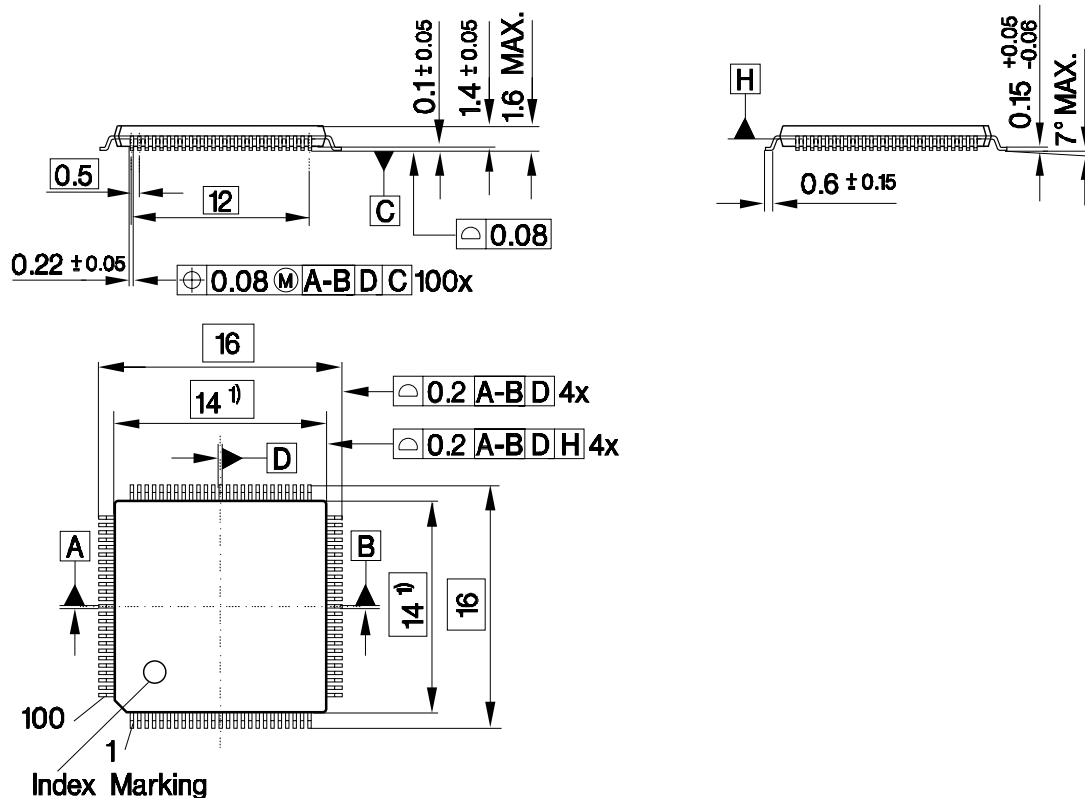 0.1 ± 0.05
1.4 ± 0.05
1.6 MAX.
H
0.15 +0.05 -0.06
7° MAX.
0.5
12
C
0.6 ± 0.15
⌓ 0.08
0.22 ± 0.05
⌖ 0.08 Ⓜ A-B D C 100x
16
⌓ 0.2 A-B D 4x
14 1)
⌓ 0.2 A-B D H 4x
D
A
B
14 1)
16
100
1
Index Marking